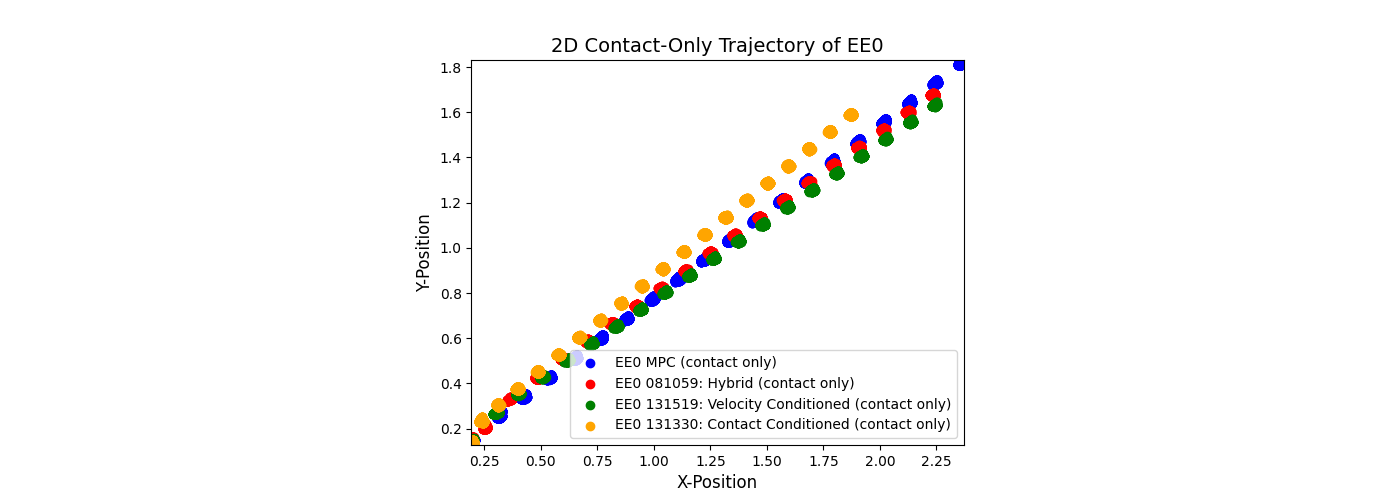 2D Contact-Only Trajectory of EE0
Y-Position
1.8
1.6
1.4
1.2
1.0
0.8
0.6
0.4
0.2
EE0 MPC (contact only)
EE0 081059: Hybrid (contact only)
EE0 131519: Velocity Conditioned (contact only)
EE0 131330: Contact Conditioned (contact only)
0.25 0.50 0.75 1.00 1.25 1.50 1.75 2.00 2.25
X-Position